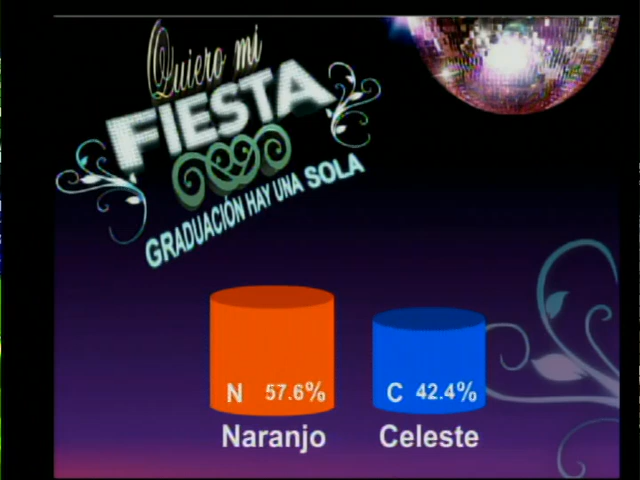 Quiero mi
FIESTA
GRADUACIÓN HAY UNA SOLA
N 57.6%
C 42.4%
Naranjo
Celeste